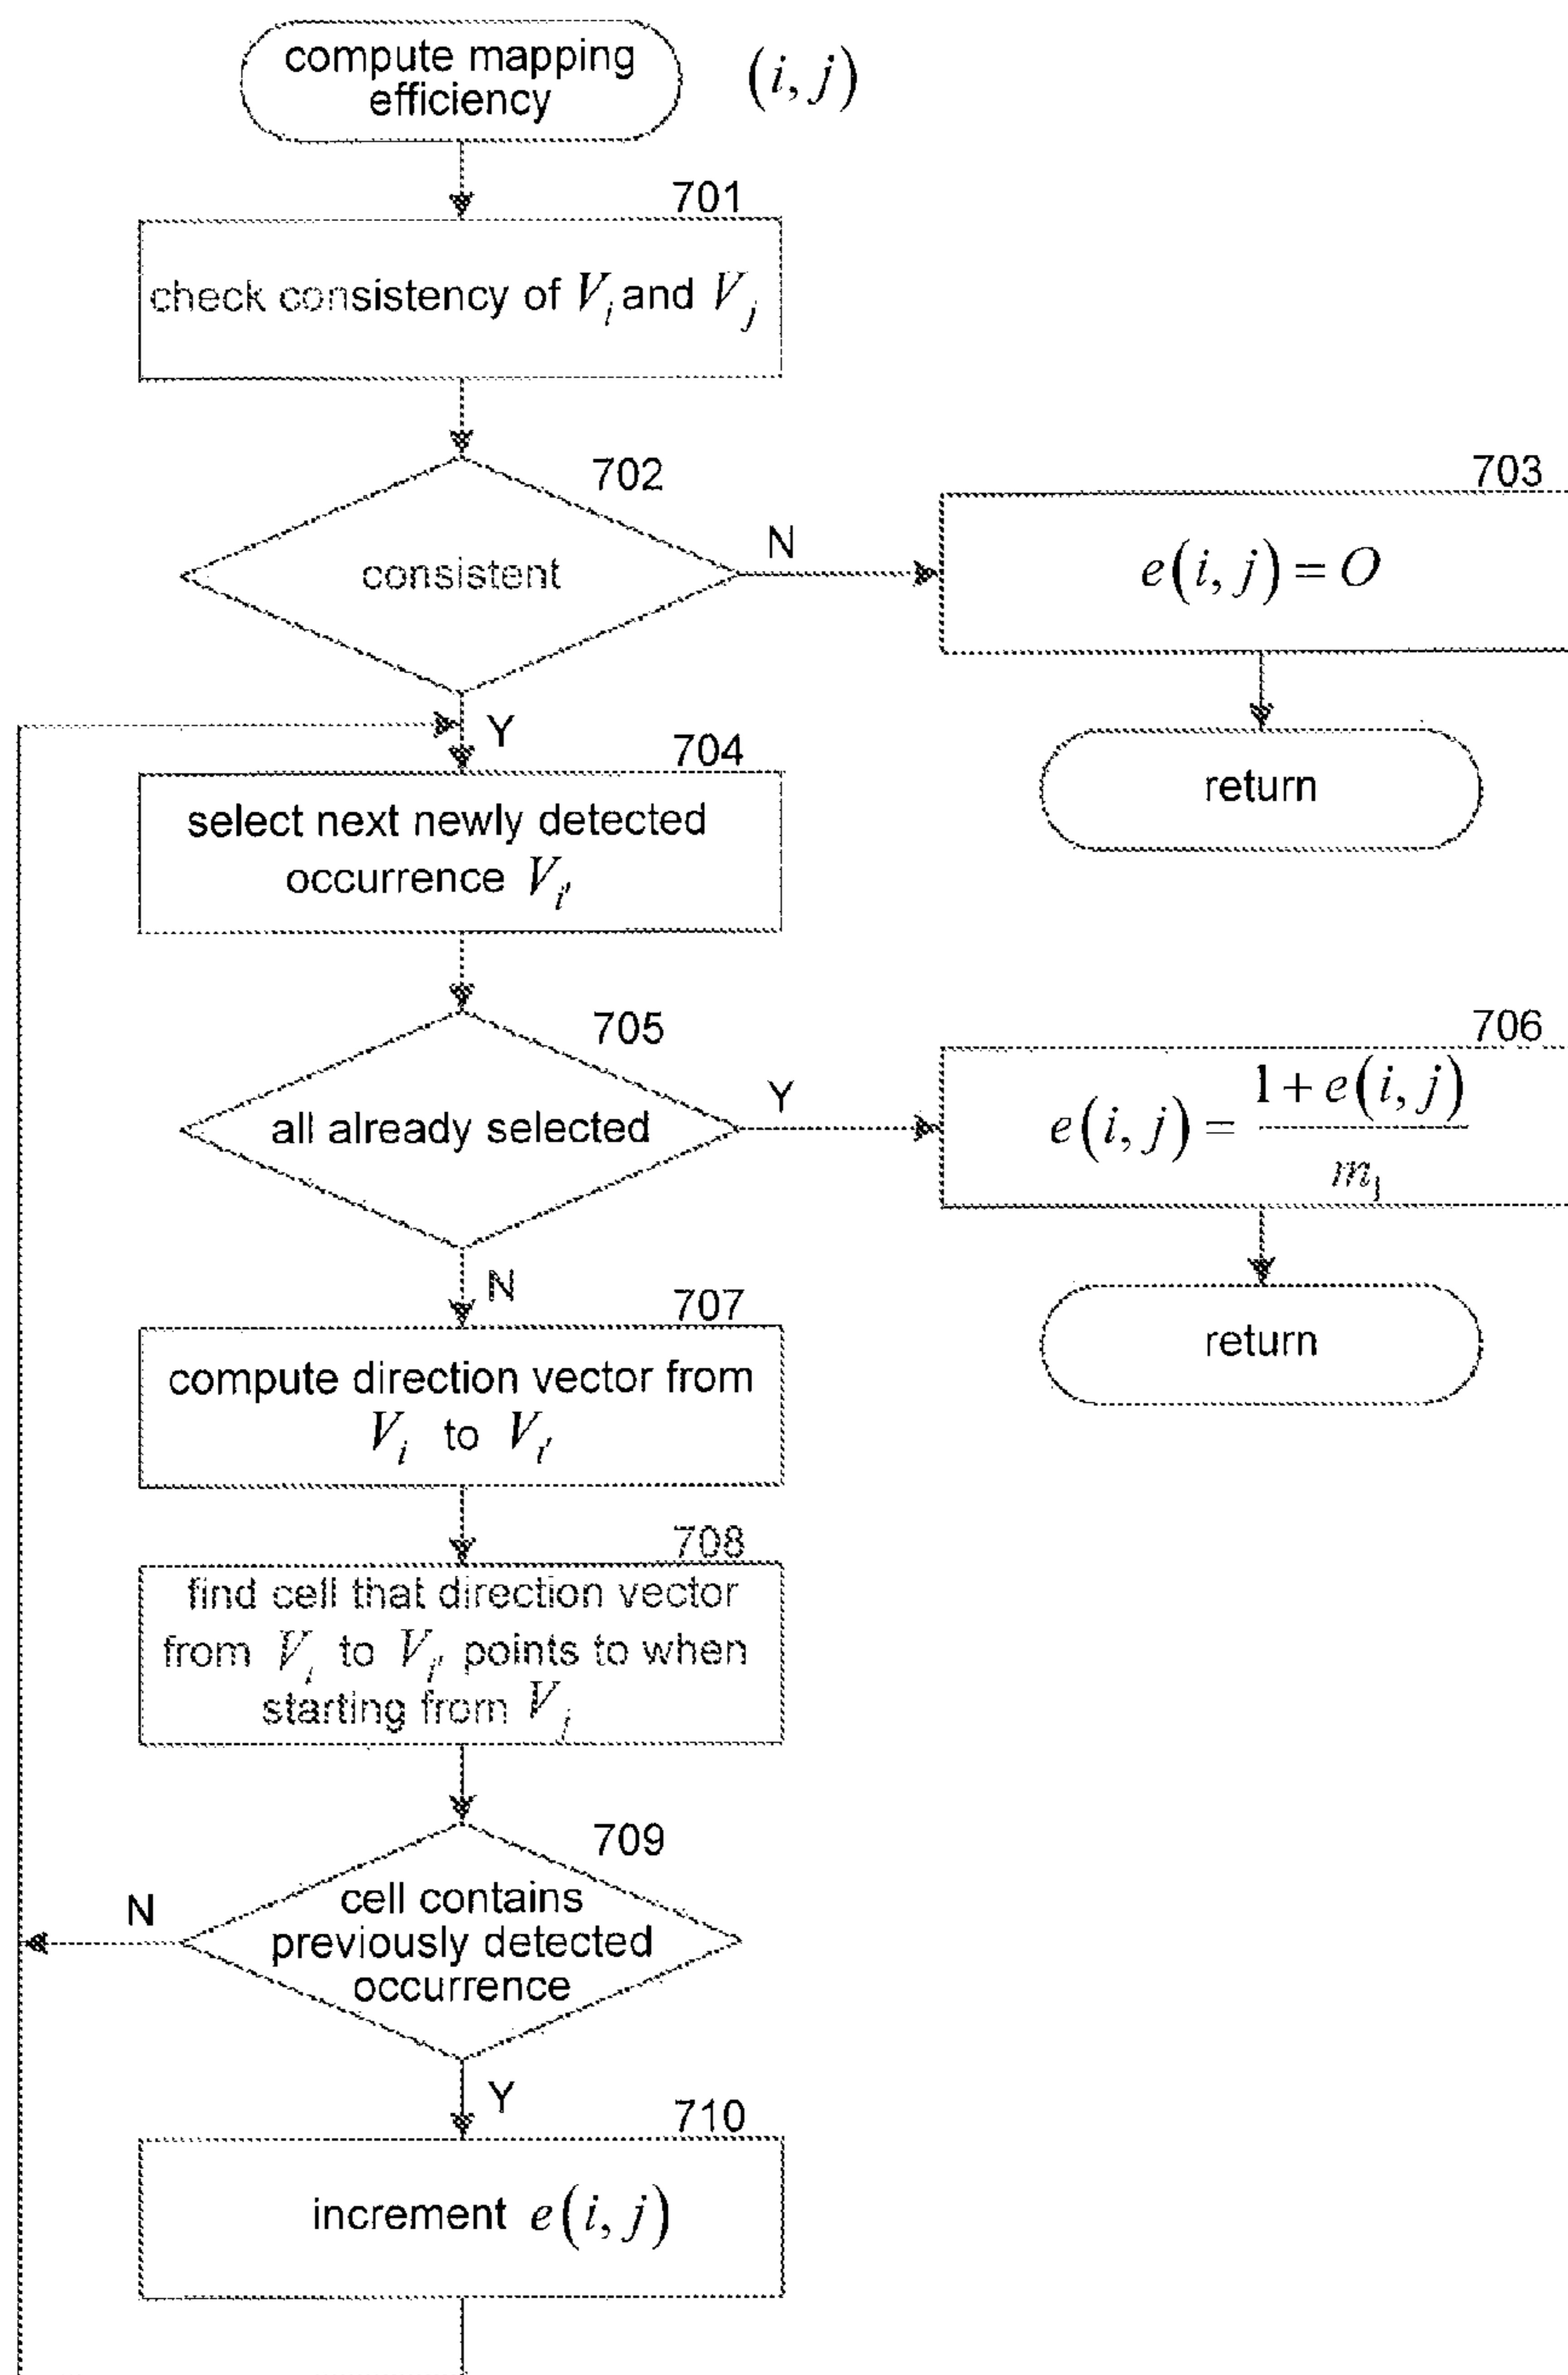 compute mapping
efficiency
(i, j)
701
check consistency of V_i and V_j
702
consistent
N
703
e(i, j) = O
return
Y
704
select next newly detected
occurrence V_i'
705
all already selected
Y
706
e(i, j) = (1 + e(i, j)) / m_1
return
N
707
compute direction vector from
V_i to V_i'
708
find cell that direction vector
from V_i to V_i' points to when
starting from V_j
709
cell contains
previously detected
occurrence
N
Y
710
increment e(i, j)